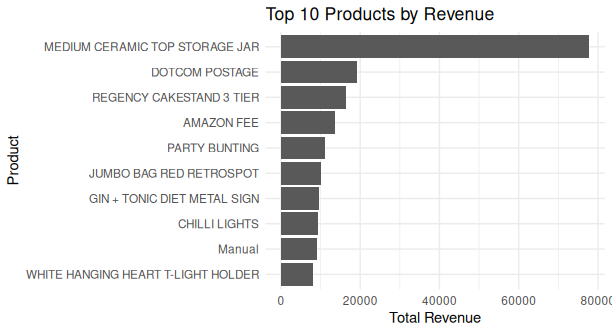 Top 10 Products by Revenue
Product
MEDIUM CERAMIC TOP STORAGE JAR
DOTCOM POSTAGE
REGENCY CAKESTAND 3 TIER
AMAZON FEE
PARTY BUNTING
JUMBO BAG RED RETROSPOT
GIN + TONIC DIET METAL SIGN
CHILLI LIGHTS
Manual
WHITE HANGING HEART T-LIGHT HOLDER
0 20000 40000 60000 80000
Total Revenue